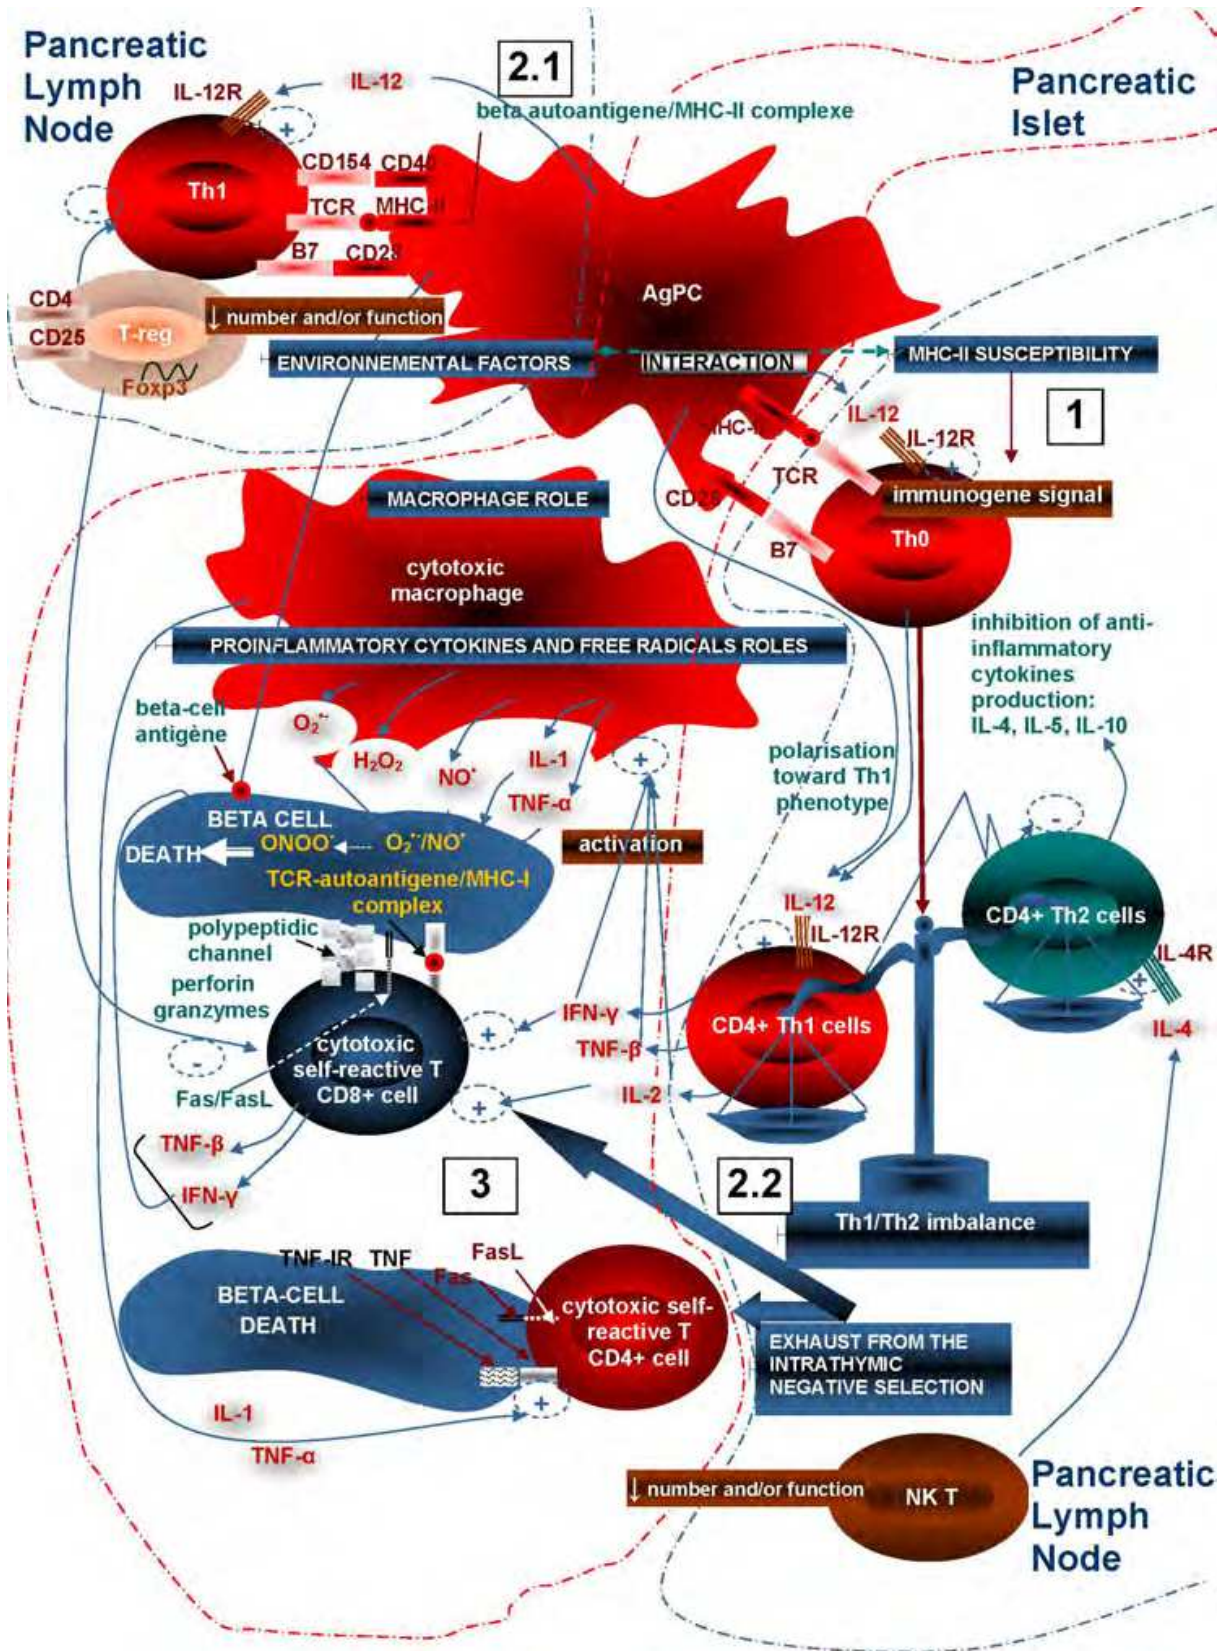 Pancreatic
Lymph
Node
2.1
IL-12R
IL-12
beta autoantigene/MHC-II complexe
Pancreatic
Islet
+
CD154 CD40
Th1
-
TCR MHC-II
B7 CD28
AgPC
CD4
T-reg
CD25
Foxp3
↓ number and/or function
ENVIRONNEMENTAL FACTORS
INTERACTION
MHC-II SUSCEPTIBILITY
1
IL-12
IL-12R
+
TCR
immunogene signal
MACROPHAGE ROLE
B7
Th0
cytotoxic
macrophage
PROINFLAMMATORY CYTOKINES AND FREE RADICALS ROLES
inhibition of anti-
inflammatory
cytokines
production:
IL-4, IL-5, IL-10
beta-cell
antigène
O₂•-
H₂O₂
NO•
IL-1
TNF-α
+
polarisation
toward Th1
phenotype
BETA CELL
DEATH
ONOO-
O₂•-/NO•
activation
TCR-autoantigene/MHC-I
complex
-
CD4+ Th2 cells
IL-12
IL-12R
+
IL-4R
+
IL-4
polypeptidic
channel
perforin
granzymes
cytotoxic
self-reactive T
CD8+ cell
-
Fas/FasL
+
IFN-γ
TNF-β
IL-2
+
CD4+ Th1 cells
TNF-β
IFN-γ
3
2.2
Th1/Th2 imbalance
TNF-IR TNF
FasL
Fas
BETA-CELL
DEATH
cytotoxic self-
reactive T
CD4+ cell
+
EXHAUST FROM THE
INTRATHYMIC
NEGATIVE SELECTION
IL-1
TNF-α
↓ number and/or function
NK T
Pancreatic
Lymph
Node